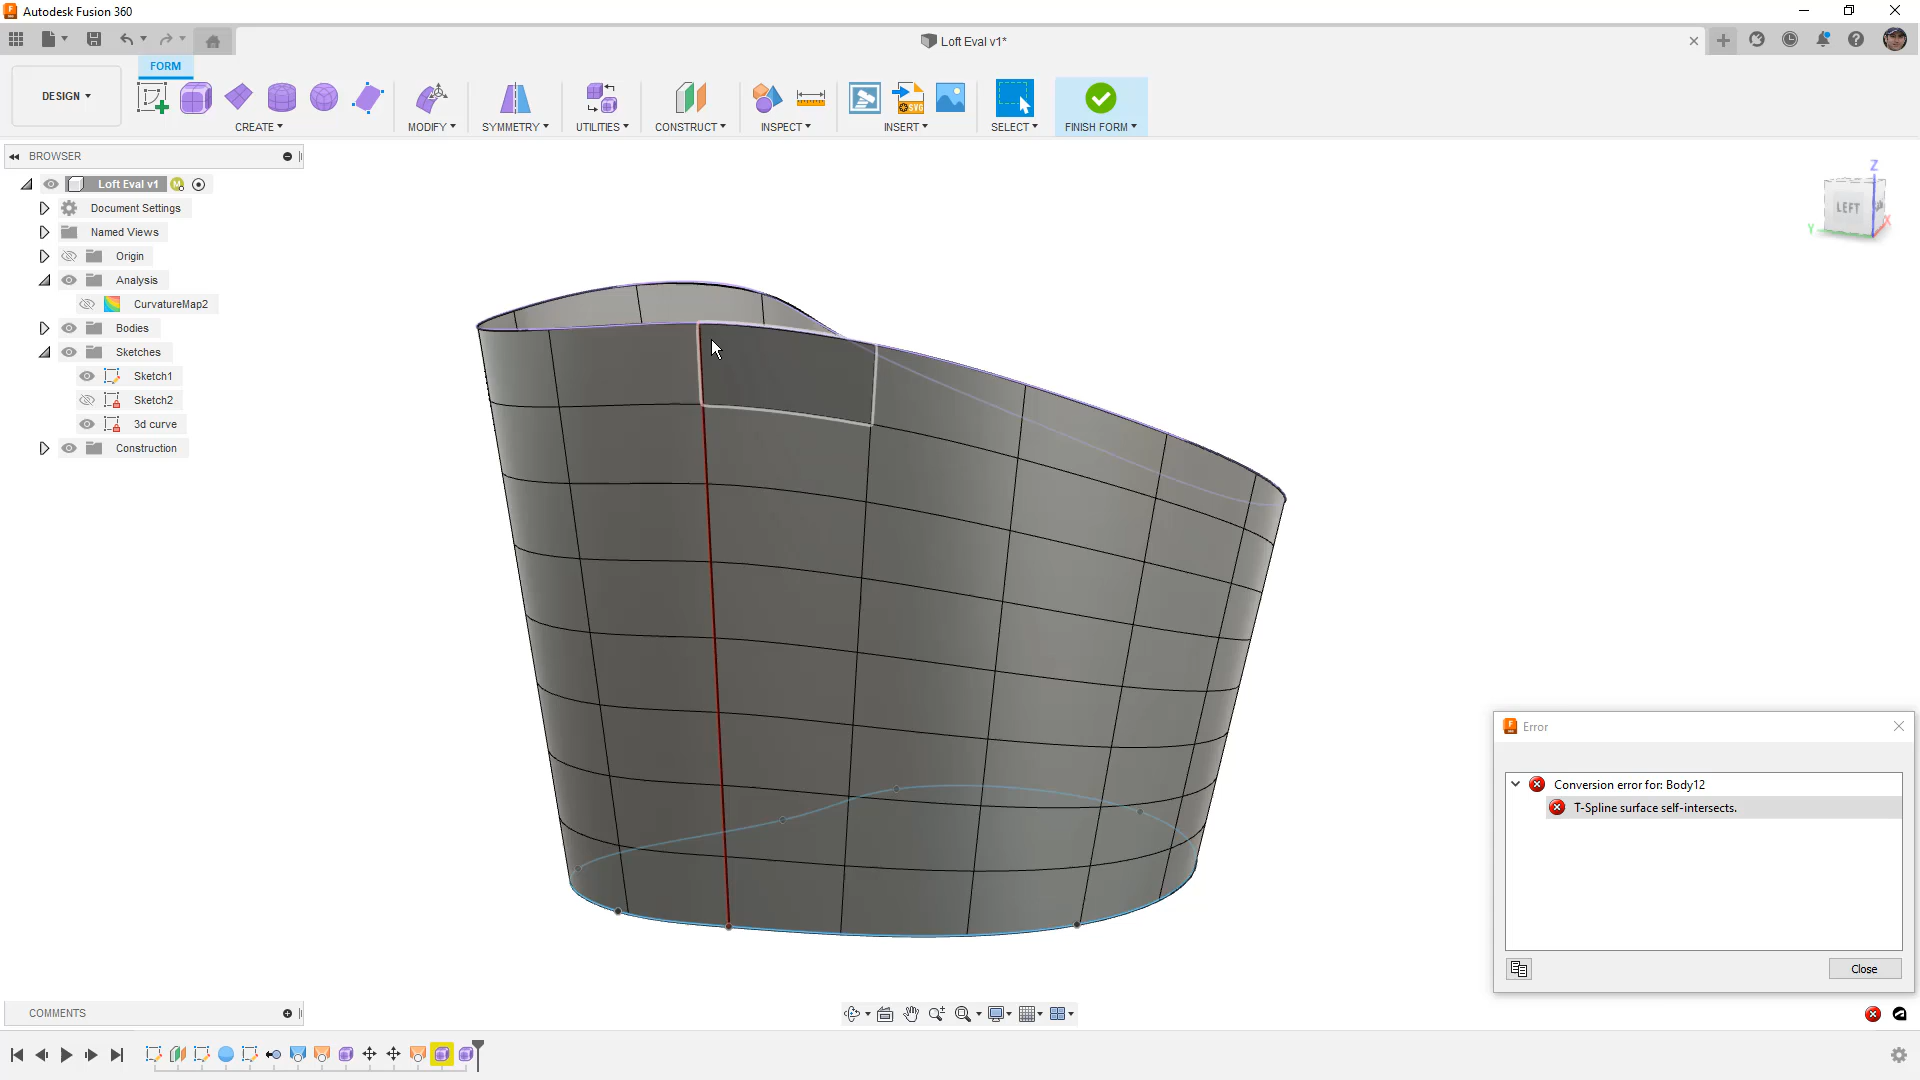 Autodesk Fusion 360
Loft Eval v1*
FORM
DESIGN
CREATE
MODIFY
SYMMETRY
UTILITIES
CONSTRUCT
INSPECT
INSERT
SELECT
FINISH FORM
SVG
BROWSER
Loft Eval v1
Document Settings
Named Views
Origin
Analysis
CurvatureMap2
Bodies
Sketches
Sketch1
Sketch2
3d curve
Construction
Z
LEFT
Y
X
Error
Conversion error for: Body12
T-Spline surface self-intersects.
Close
COMMENTS